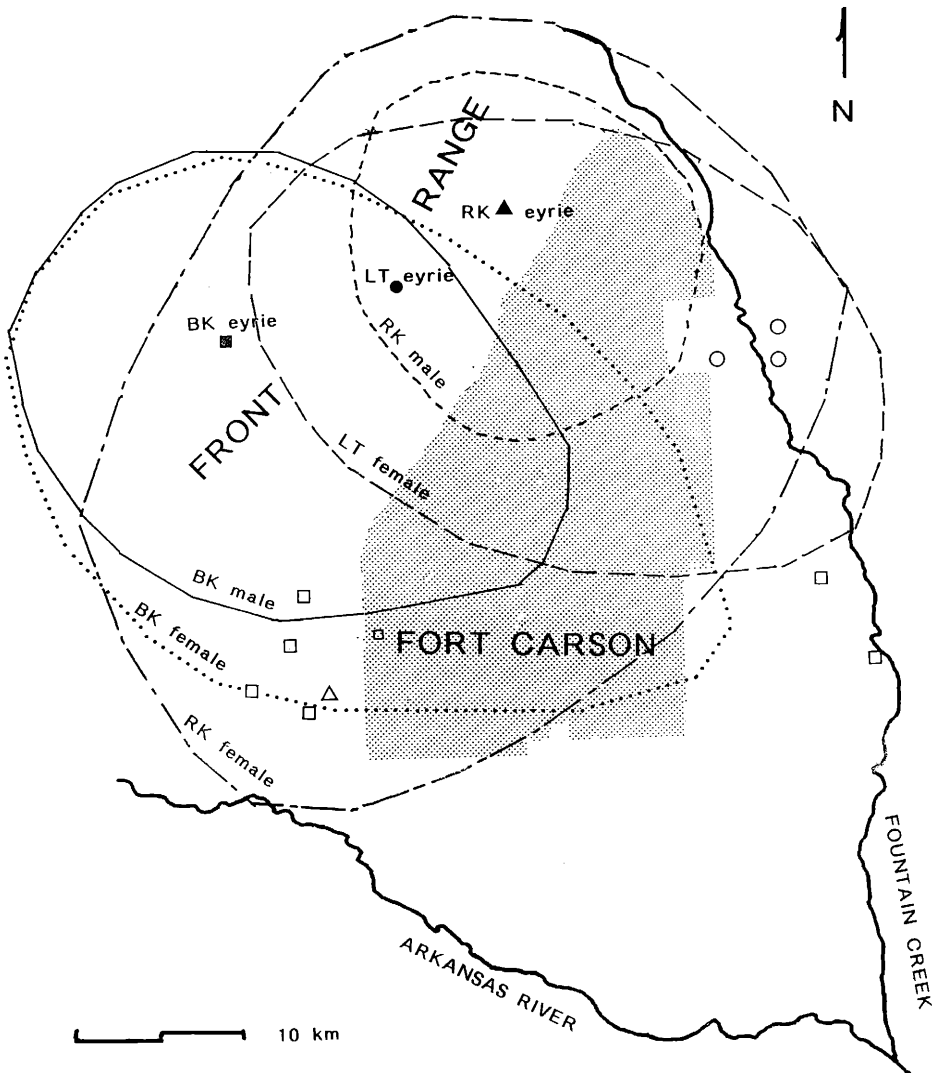 N
RANGE
RK eyrie
LT eyrie
BK eyrie
RK male
FRONT
LT female
BK male
BK female
FORT CARSON
RK female
FOUNTAIN CREEK
ARKANSAS RIVER
10 km